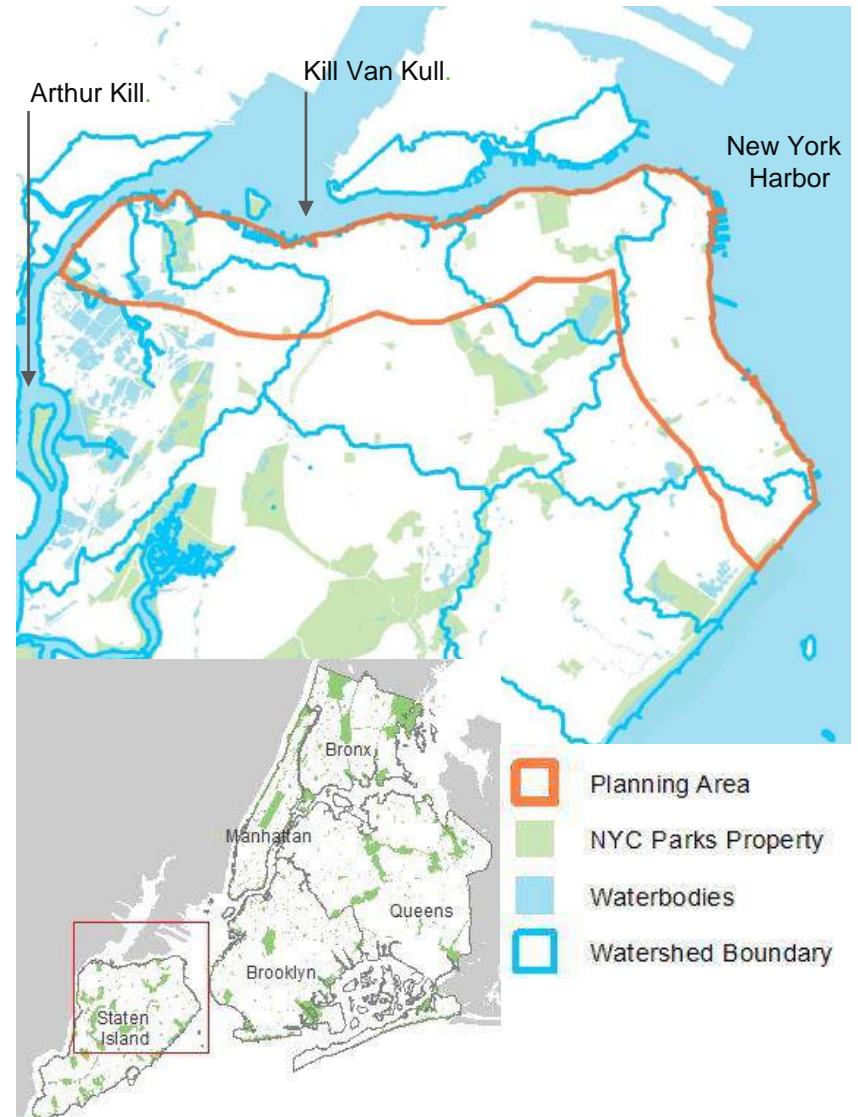 Kill Van Kull.
Arthur Kill.
New York
Harbor
Bronx
Manhattan
Queens
Brooklyn
Staten
Island
Planning Area
NYC Parks Property
Waterbodies
Watershed Boundary